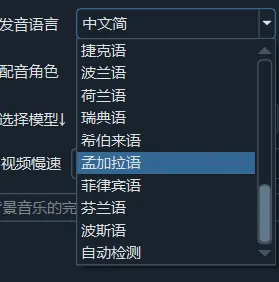 发音语言 中文简
捷克语
波兰语
配音角色
荷兰语
瑞典语
选择模型↓
希伯来语
视频慢速 孟加拉语
菲律宾语
背景音乐的完 芬兰语
波斯语
自动检测